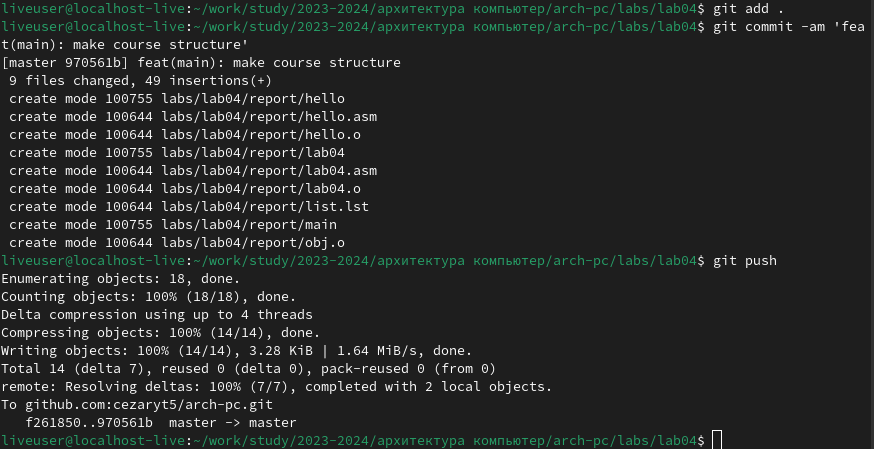 liveuser@localhost-live:~/work/study/2023-2024/архитектура компьютер/arch-pc/labs/lab04$ git add .
liveuser@localhost-live:~/work/study/2023-2024/архитектура компьютер/arch-pc/labs/lab04$ git commit -am 'fea
t(main): make course structure'
[master 970561b] feat(main): make course structure
 9 files changed, 49 insertions(+)
 create mode 100755 labs/lab04/report/hello
 create mode 100644 labs/lab04/report/hello.asm
 create mode 100644 labs/lab04/report/hello.o
 create mode 100755 labs/lab04/report/lab04
 create mode 100644 labs/lab04/report/lab04.asm
 create mode 100644 labs/lab04/report/lab04.o
 create mode 100644 labs/lab04/report/list.lst
 create mode 100755 labs/lab04/report/main
 create mode 100644 labs/lab04/report/obj.o
liveuser@localhost-live:~/work/study/2023-2024/архитектура компьютер/arch-pc/labs/lab04$ git push
Enumerating objects: 18, done.
Counting objects: 100% (18/18), done.
Delta compression using up to 4 threads
Compressing objects: 100% (14/14), done.
Writing objects: 100% (14/14), 3.28 KiB | 1.64 MiB/s, done.
Total 14 (delta 7), reused 0 (delta 0), pack-reused 0 (from 0)
remote: Resolving deltas: 100% (7/7), completed with 2 local objects.
To github.com:cezaryt5/arch-pc.git
   f261850..970561b  master -> master
liveuser@localhost-live:~/work/study/2023-2024/архитектура компьютер/arch-pc/labs/lab04$